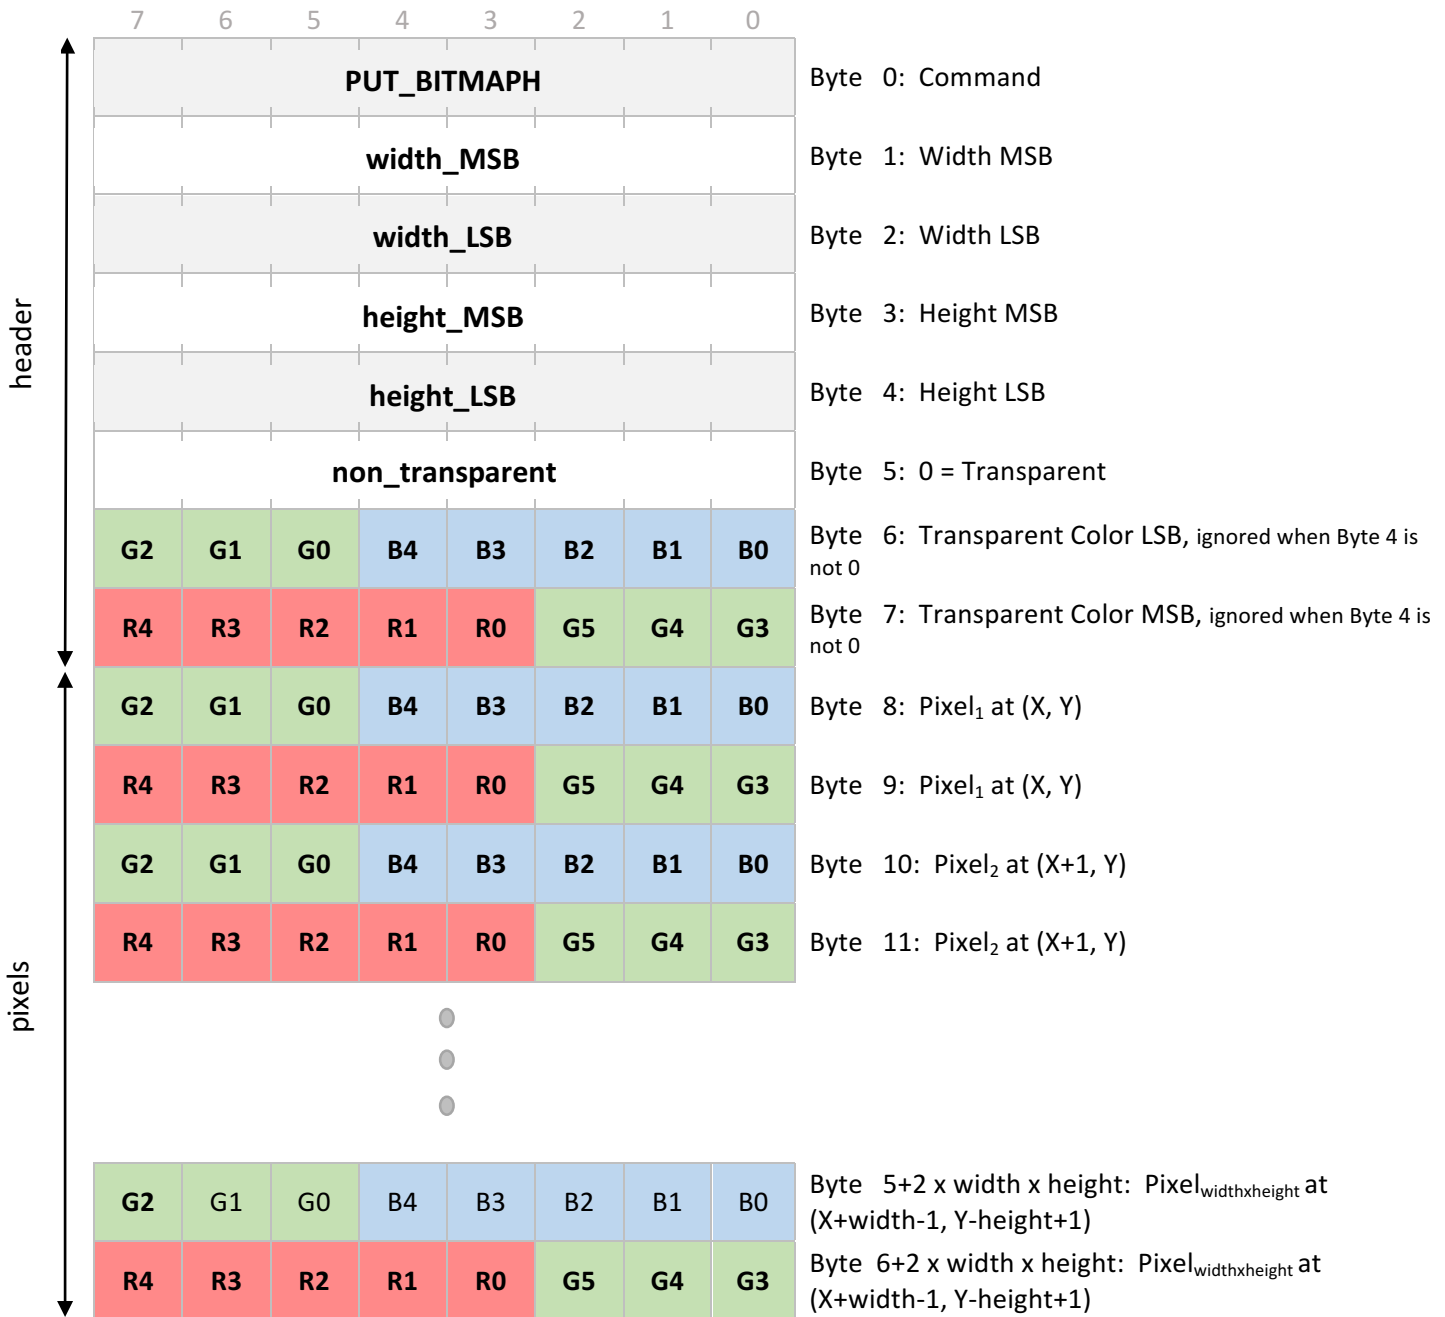 7 6 5 4 3 2 1 0
PUT_BITMAPH Byte 0: Command
width_MSB Byte 1: Width MSB
width_LSB Byte 2: Width LSB
height_MSB Byte 3: Height MSB
header
height_LSB Byte 4: Height LSB
non_transparent Byte 5: 0 = Transparent
G2 G1 G0 B4 B3 B2 B1 B0 Byte 6: Transparent Color LSB, ignored when Byte 4 is
not 0
R4 R3 R2 R1 R0 G5 G4 G3 Byte 7: Transparent Color MSB, ignored when Byte 4 is
not 0
G2 G1 G0 B4 B3 B2 B1 B0 Byte 8: Pixel1 at (X, Y)
R4 R3 R2 R1 R0 G5 G4 G3 Byte 9: Pixel1 at (X, Y)
G2 G1 G0 B4 B3 B2 B1 B0 Byte 10: Pixel2 at (X+1, Y)
R4 R3 R2 R1 R0 G5 G4 G3 Byte 11: Pixel2 at (X+1, Y)
pixels
G2 G1 G0 B4 B3 B2 B1 B0 Byte 5+2 x width x height: Pixelwidthxheight at
(X+width-1, Y-height+1)
R4 R3 R2 R1 R0 G5 G4 G3 Byte 6+2 x width x height: Pixelwidthxheight at
(X+width-1, Y-height+1)